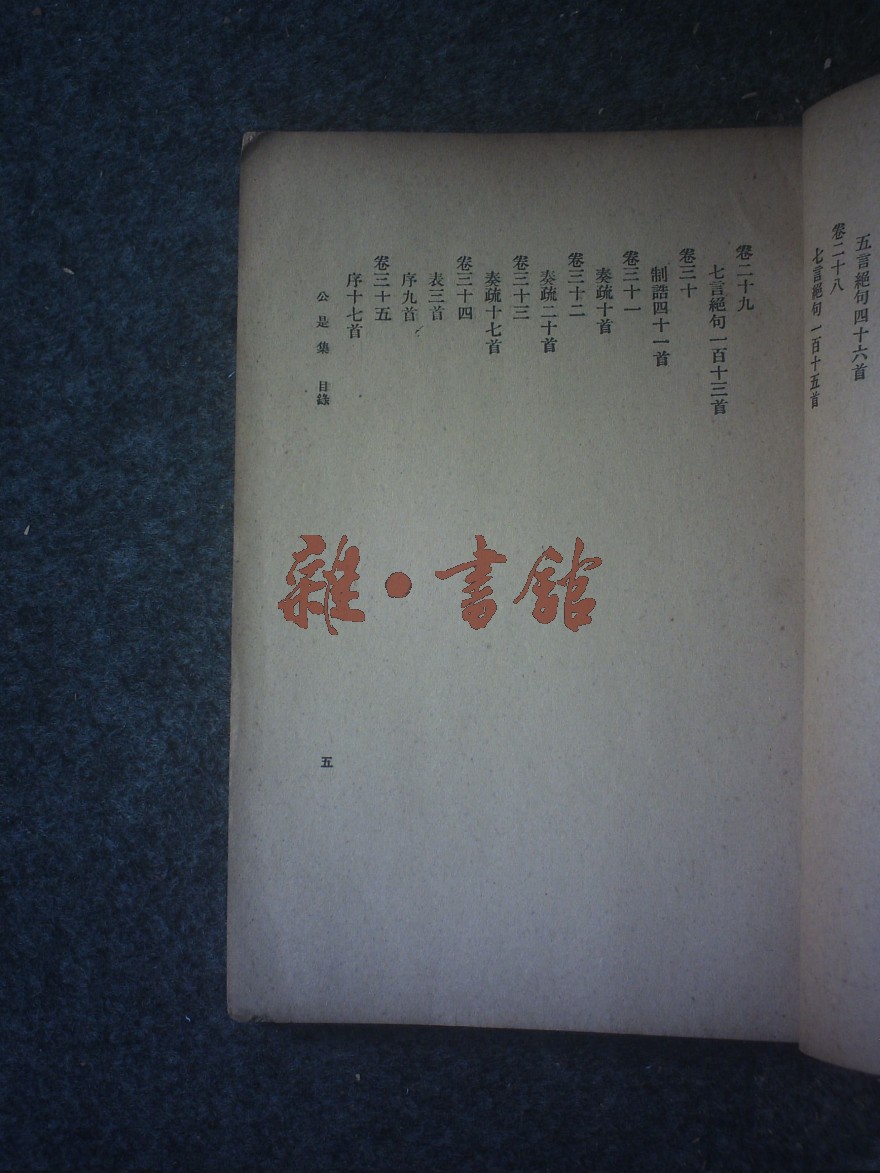 五言絕句四十六首
卷二十八
七言絕句一百十五首
卷二十九
七言絕句一百十三首
卷三十
制誥四十一首
卷三十一
奏疏十首
卷三十二
奏疏二十首
卷三十三
奏疏十七首
卷三十四
表三首
序九首
卷三十五
序十七首
公是集 目錄
五
雜·書館